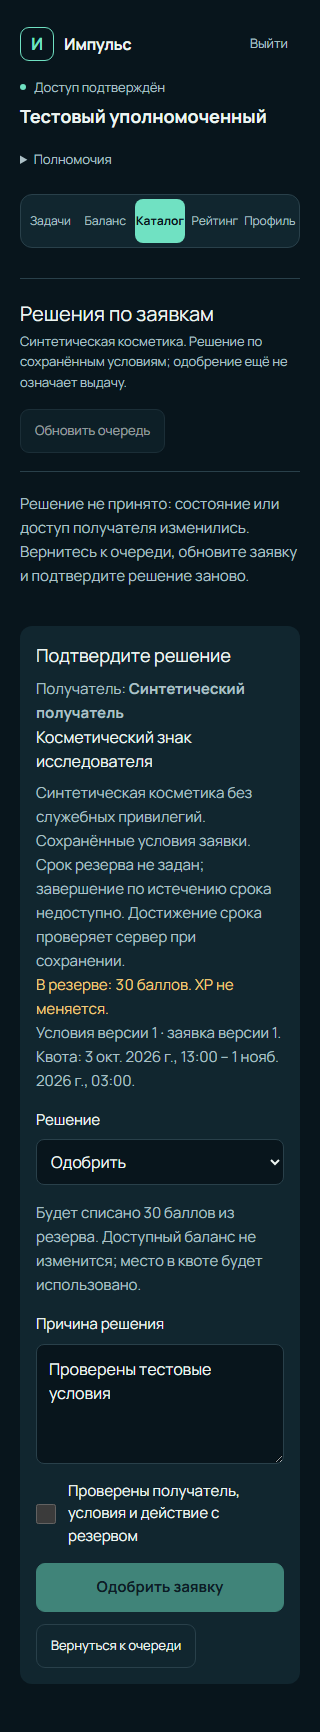 И Импульс Выйти
Доступ подтверждён
Тестовый уполномоченный
Полномочия
Задачи Баланс Каталог Рейтинг Профиль
Решения по заявкам
Синтетическая косметика. Решение по
сохранённым условиям; одобрение ещё не
означает выдачу.
Обновить очередь
Решение не принято: состояние или
доступ получателя изменились.
Вернитесь к очереди, обновите заявку
и подтвердите решение заново.
Подтвердите решение
Получатель: Синтетический
получатель
Косметический знак
исследователя
Синтетическая косметика без
служебных привилегий.
Сохранённые условия заявки.
Срок резерва не задан;
завершение по истечению срока
недоступно. Достижение срока
проверяет сервер при
сохранении.
В резерве: 30 баллов. XP не
меняется.
Условия версии 1 · заявка версии 1.
Квота: 3 окт. 2026 г., 13:00 – 1 нояб.
2026 г., 03:00.
Решение
Одобрить
Будет списано 30 баллов из
резерва. Доступный баланс не
изменится; место в квоте будет
использовано.
Причина решения
Проверены тестовые
условия
Проверены получатель,
условия и действие с
резервом
Одобрить заявку
Вернуться к очереди